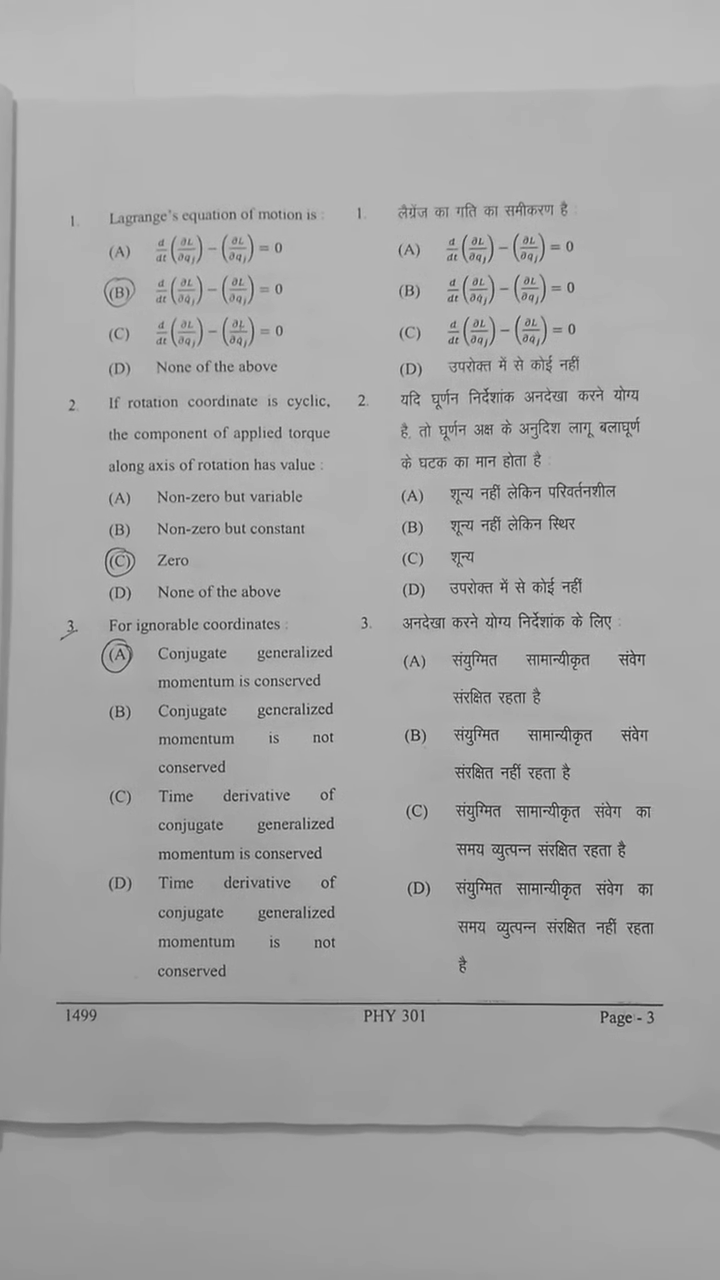 1. Lagrange's equation of motion is :
(A) d/dt (∂L/∂qj) − (∂L/∂qj) = 0
(B) d/dt (∂L/∂q̇j) − (∂L/∂qj) = 0
(C) d/dt (∂L/∂qj) − (∂L/∂q̇j) = 0
(D) None of the above
2. If rotation coordinate is cyclic,
the component of applied torque
along axis of rotation has value :
(A) Non-zero but variable
(B) Non-zero but constant
(C) Zero
(D) None of the above
3. For ignorable coordinates :
(A) Conjugate generalized
momentum is conserved
(B) Conjugate generalized
momentum is not
conserved
(C) Time derivative of
conjugate generalized
momentum is conserved
(D) Time derivative of
conjugate generalized
momentum is not
conserved
1. लैग्रेंज का गति का समीकरण है :
(A) d/dt (∂L/∂qj) − (∂L/∂qj) = 0
(B) d/dt (∂L/∂q̇j) − (∂L/∂qj) = 0
(C) d/dt (∂L/∂qj) − (∂L/∂q̇j) = 0
(D) उपरोक्त में से कोई नहीं
2. यदि घूर्णन निर्देशांक अनदेखा करने योग्य
है, तो घूर्णन अक्ष के अनुदिश लागू बलाघूर्ण
के घटक का मान होता है :
(A) शून्य नहीं लेकिन परिवर्तनशील
(B) शून्य नहीं लेकिन स्थिर
(C) शून्य
(D) उपरोक्त में से कोई नहीं
3. अनदेखा करने योग्य निर्देशांक के लिए :
(A) संयुग्मित सामान्यीकृत संवेग
संरक्षित रहता है
(B) संयुग्मित सामान्यीकृत संवेग
संरक्षित नहीं रहता है
(C) संयुग्मित सामान्यीकृत संवेग का
समय व्युत्पन्न संरक्षित रहता है
(D) संयुग्मित सामान्यीकृत संवेग का
समय व्युत्पन्न संरक्षित नहीं रहता
है
1499 PHY 301 Page - 3